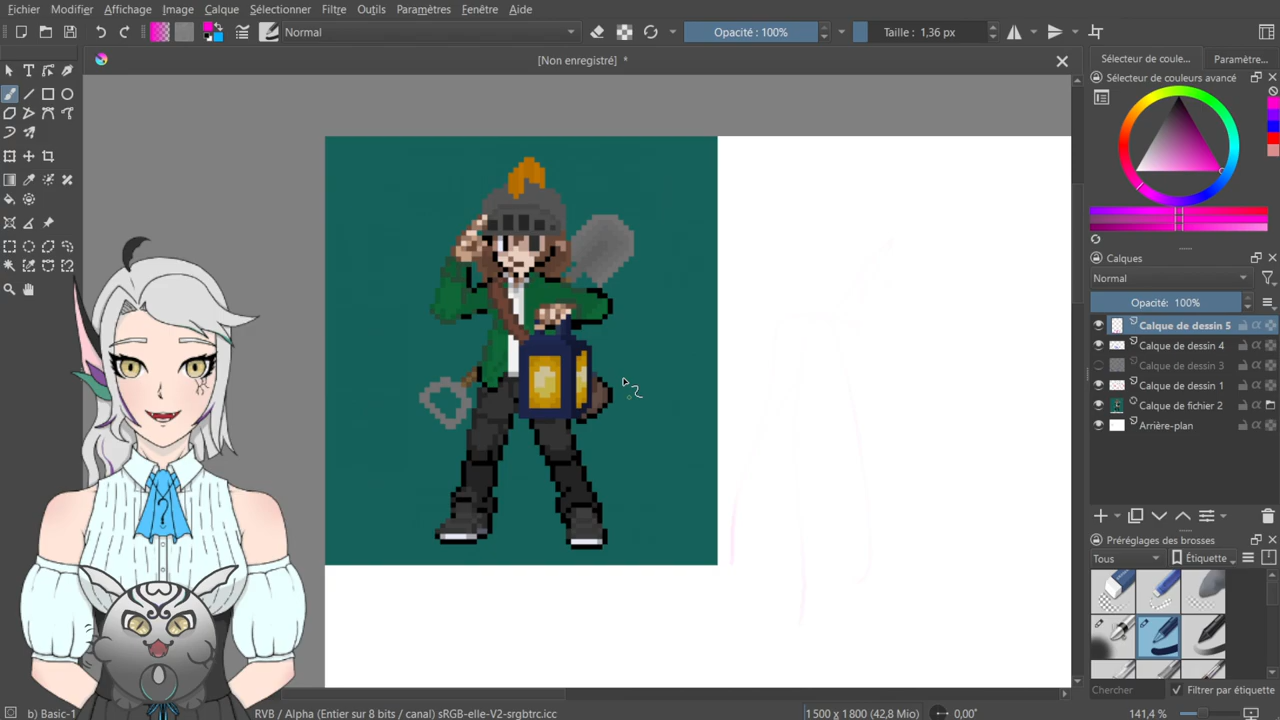 Fichier Modifier Affichage Image Calque Sélectionner Filtre Outils Paramètres Fenêtre Aide
Normal Opacité : 100% Taille : 1,36 px
[Non enregistré] *
Sélecteur de coule... Paramètre...
Sélecteur de couleurs avancé
Calques
Normal
Opacité: 100%
Calque de dessin 5
Calque de dessin 4
Calque de dessin 3
Calque de dessin 1
Calque de fichier 2
Arrière-plan
Préréglages des brosses
Tous Étiquette
Chercher Filtrer par étiquette
b) Basic-1 RVB / Alpha (Entier sur 8 bits / canal) sRGB-elle-V2-srgbtrc.icc 1 500 x 1 800 (42,8 Mio) 0,00° 141,4 %